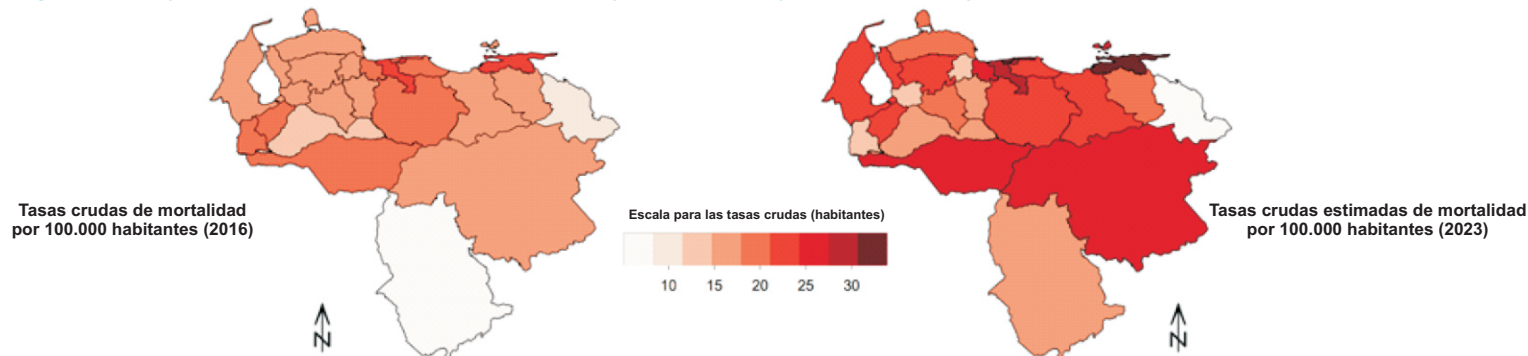 Tasas crudas de mortalidad
por 100.000 habitantes (2016)
Escala para las tasas crudas (habitantes)
10 15 20 25 30
Tasas crudas estimadas de mortalidad
por 100.000 habitantes (2023)
N
N